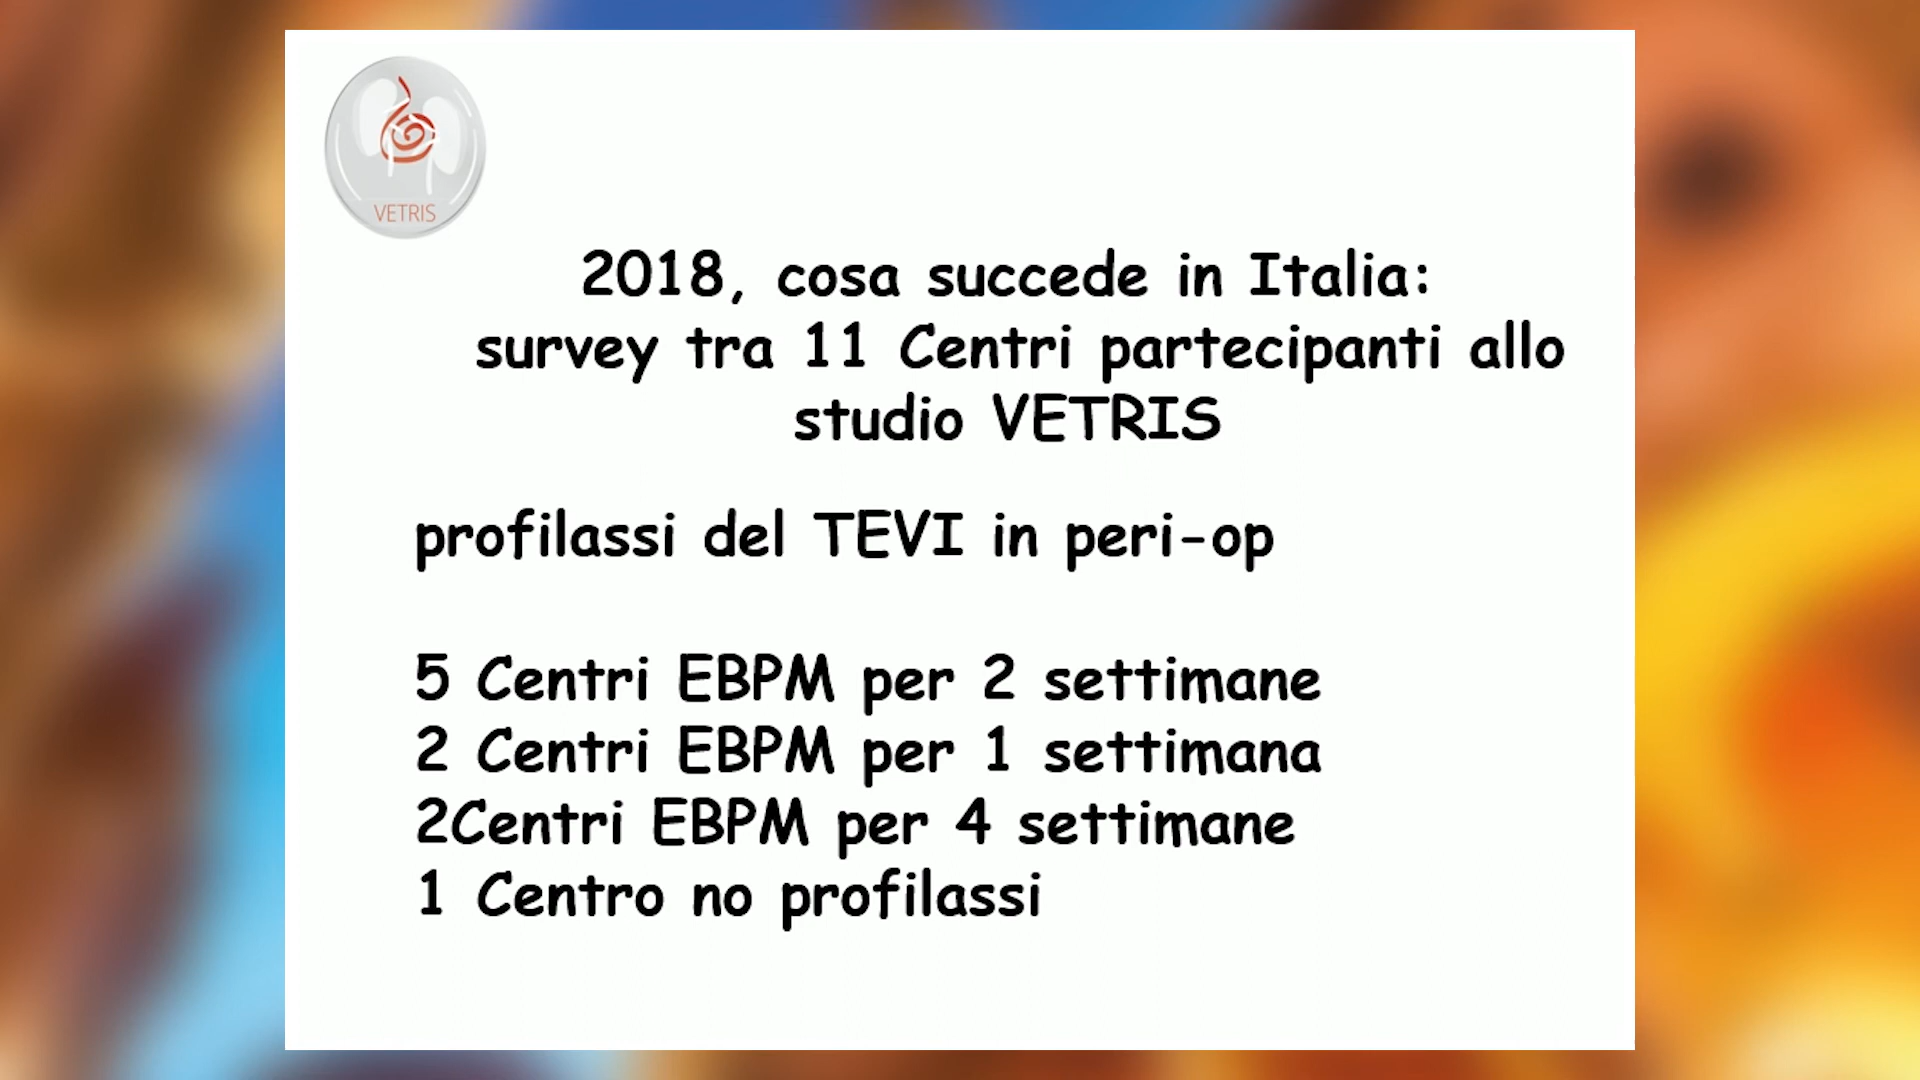 VETRIS
2018, cosa succede in Italia:
survey tra 11 Centri partecipanti allo
studio VETRIS
profilassi del TEVI in peri-op
5 Centri EBPM per 2 settimane
2 Centri EBPM per 1 settimana
2Centri EBPM per 4 settimane
1 Centro no profilassi